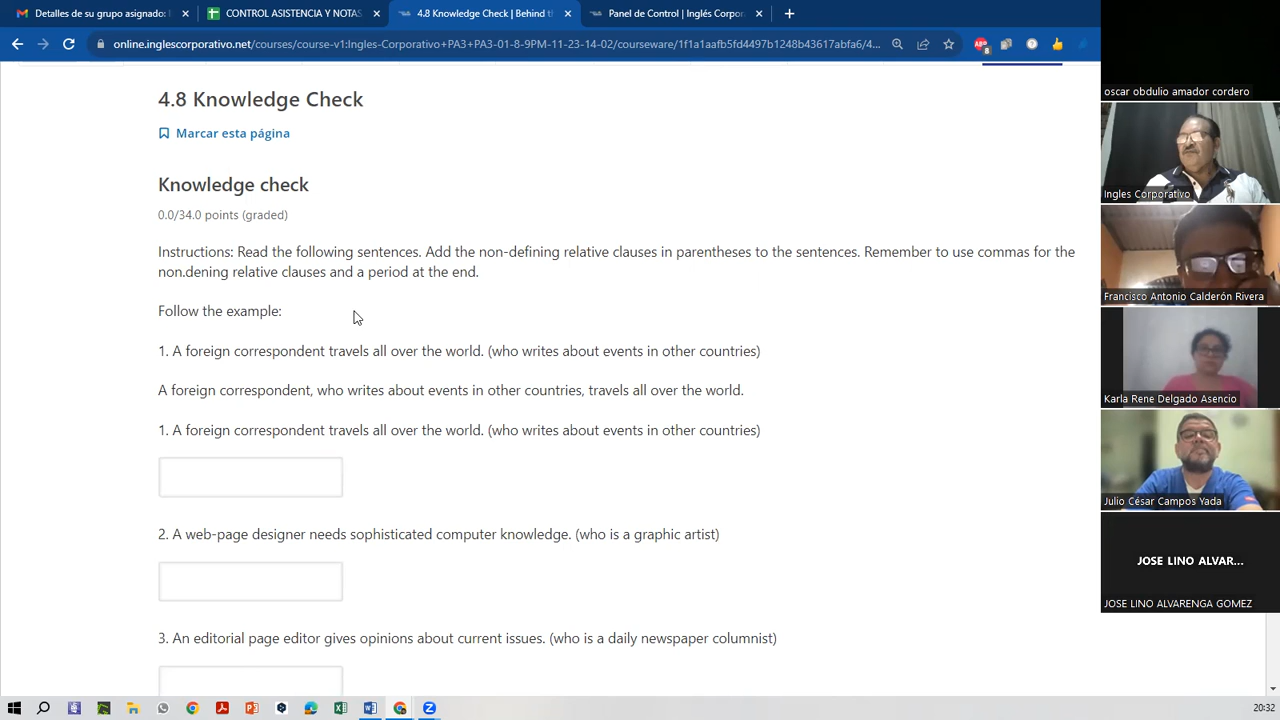 Detalles de su grupo asignado: I
CONTROL ASISTENCIA Y NOTAS
4.8 Knowledge Check | Behind t
Panel de Control | Inglés Corpor
online.inglescorporativo.net/courses/course-v1:Ingles-Corporativo+PA3+PA3-01-8-9PM-11-23-14-02/courseware/1f1a1aafb5fd4497b1248b43617abfa6/4...
4.8 Knowledge Check
Marcar esta página
Knowledge check
0.0/34.0 points (graded)
Instructions: Read the following sentences. Add the non-defining relative clauses in parentheses to the sentences. Remember to use commas for the
non.dening relative clauses and a period at the end.
Follow the example:
1. A foreign correspondent travels all over the world. (who writes about events in other countries)
A foreign correspondent, who writes about events in other countries, travels all over the world.
1. A foreign correspondent travels all over the world. (who writes about events in other countries)
2. A web-page designer needs sophisticated computer knowledge. (who is a graphic artist)
3. An editorial page editor gives opinions about current issues. (who is a daily newspaper columnist)
oscar obdulio amador cordero
Ingles Corporativo
Francisco Antonio Calderón Rivera
Karla Rene Delgado Asencio
Julio César Campos Yada
JOSE LINO ALVAR...
JOSE LINO ALVARENGA GOMEZ
20:32